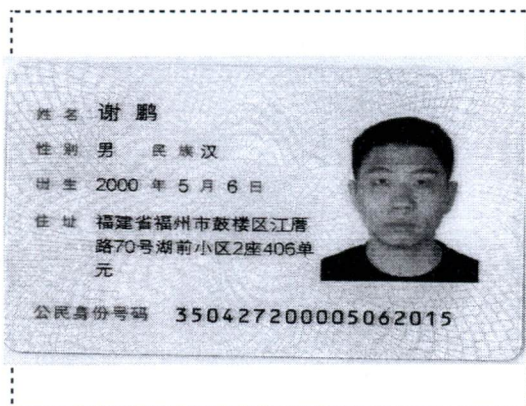 姓名 谢鹏
性别 男 民族 汉
出生 2000 年 5 月 6 日
住址 福建省福州市鼓楼区江厝
路70号湖前小区2座406单
元
公民身份号码 350427200005062015